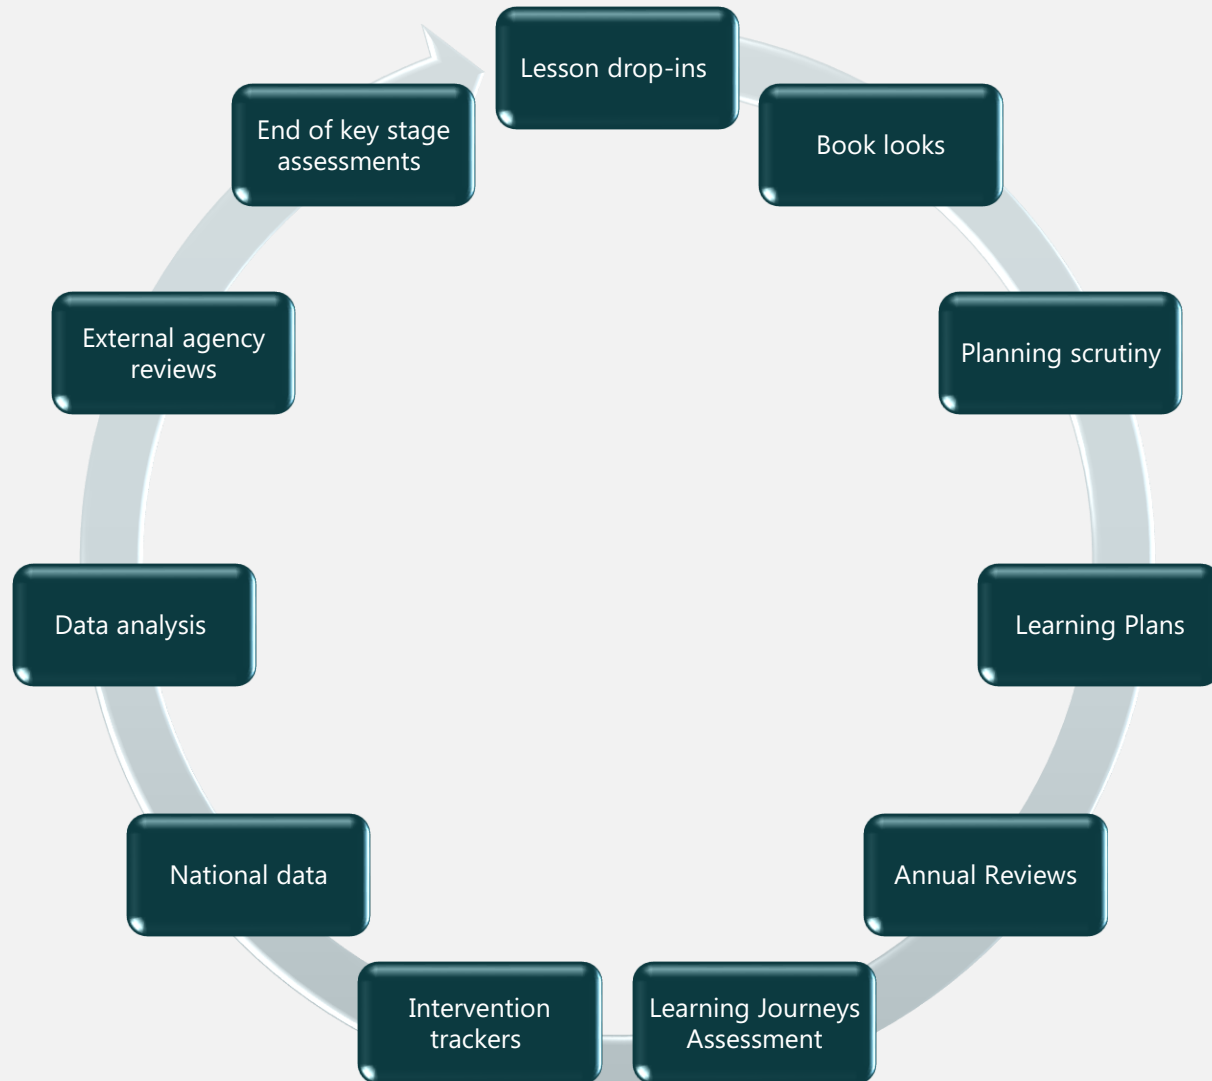 Lesson drop-ins
Book looks
Planning scrutiny
Learning Plans
Annual Reviews
Learning Journeys
Assessment
Intervention
trackers
National data
Data analysis
External agency
reviews
End of key stage
assessments